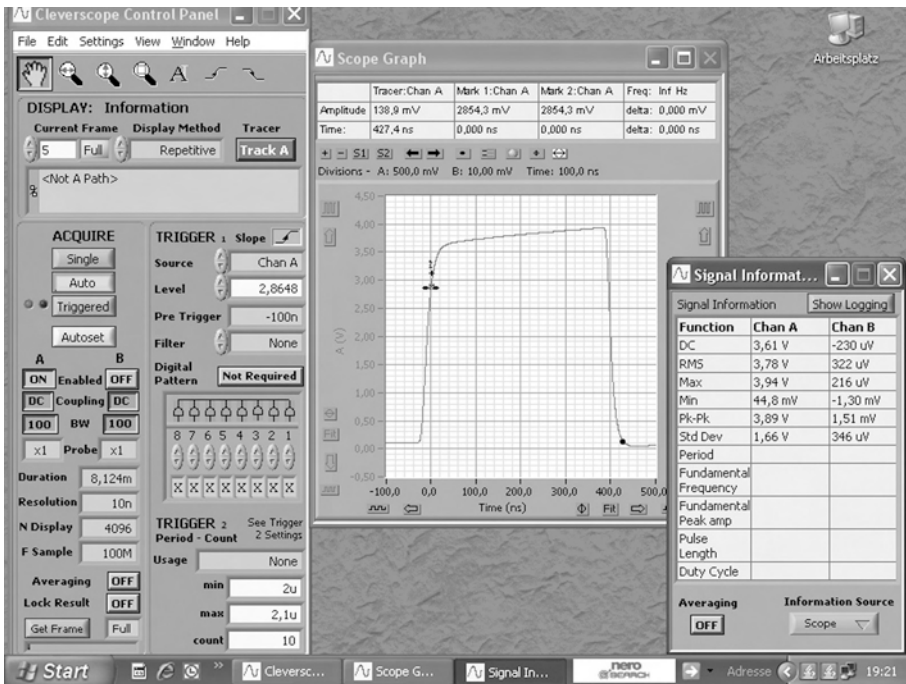 Cleverscope Control Panel
File Edit Settings View Window Help
A
DISPLAY: Information
Current Frame Display Method Tracer
5 Full Repetitive Track A
<Not A Path>
ACQUIRE
Single
Auto
Triggered
Autoset
A B
ON Enabled OFF
DC Coupling DC
100 BW 100
x1 Probe x1
Duration 8,124m
Resolution 10n
N Display 4096
F Sample 100M
Averaging OFF
Lock Result OFF
Get Frame Full
TRIGGER 1 Slope
Source Chan A
Level 2,8648
Pre Trigger -100n
Filter None
Digital
Pattern Not Required
8 7 6 5 4 3 2 1
X X X X X X X X
TRIGGER 2 See Trigger
Period - Count 2 Settings
Usage None
min 2u
max 2,1u
count 10
Scope Graph
Tracer:Chan A Mark 1:Chan A Mark 2:Chan A Freq: Inf Hz
Amplitude 138,9 mV 2854,3 mV 2854,3 mV delta: 0,000 mV
Time: 427,4 ns 0,000 ns 0,000 ns delta: 0,000 ns
S1 S2
Divisions - A: 500,0 mV B: 10,00 mV Time: 100,0 ns
4,50
4,00
3,50
3,00
2,50
2,00
1,50
1,00
0,50
0,00
-0,50
A (V)
Fit
-100,0 0,0 100,0 200,0 300,0 400,0 500,0
Time (ns) Fit
Arbeitsplatz
Signal Informat...
Signal Information Show Logging
Function Chan A Chan B
DC 3,61 V -230 uV
RMS 3,78 V 322 uV
Max 3,94 V 216 uV
Min 44,8 mV -1,30 mV
Pk-Pk 3,89 V 1,51 mV
Std Dev 1,66 V 346 uV
Period
Fundamental
Frequency
Fundamental
Peak amp
Pulse
Length
Duty Cycle
Averaging Information Source
OFF Scope
Start Cleversc... Scope G... Signal In... nero SEARCH Adresse 19:21